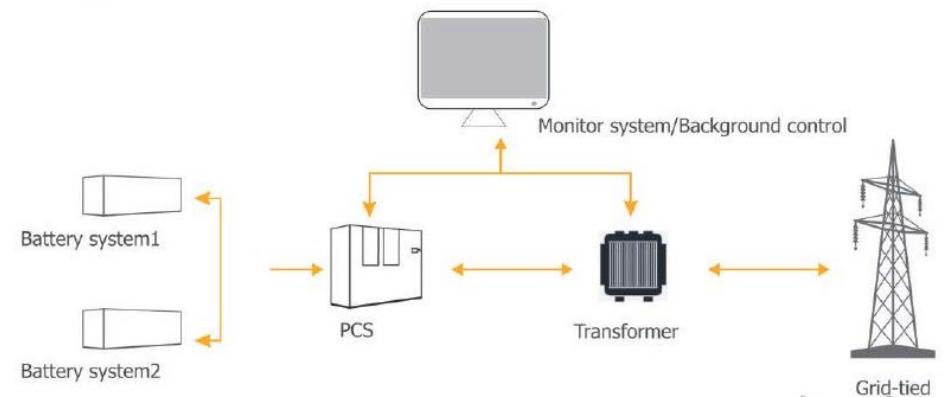 Monitor system/Background control
Battery system1
PCS
Transformer
Battery system2
Grid-tied